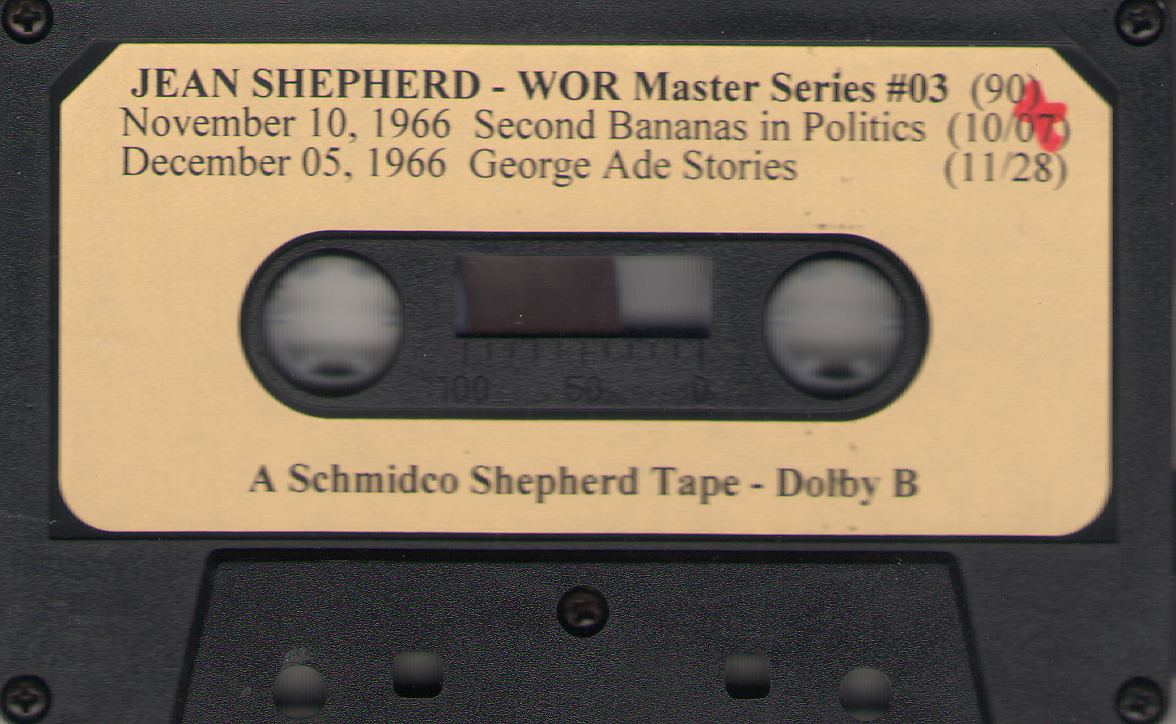 JEAN SHEPHERD - WOR Master Series #03 (90)
November 10, 1966 Second Bananas in Politics (10/07)
December 05, 1966 George Ade Stories (11/28)
100 50 0
A Schmidco Shepherd Tape - Dolby B